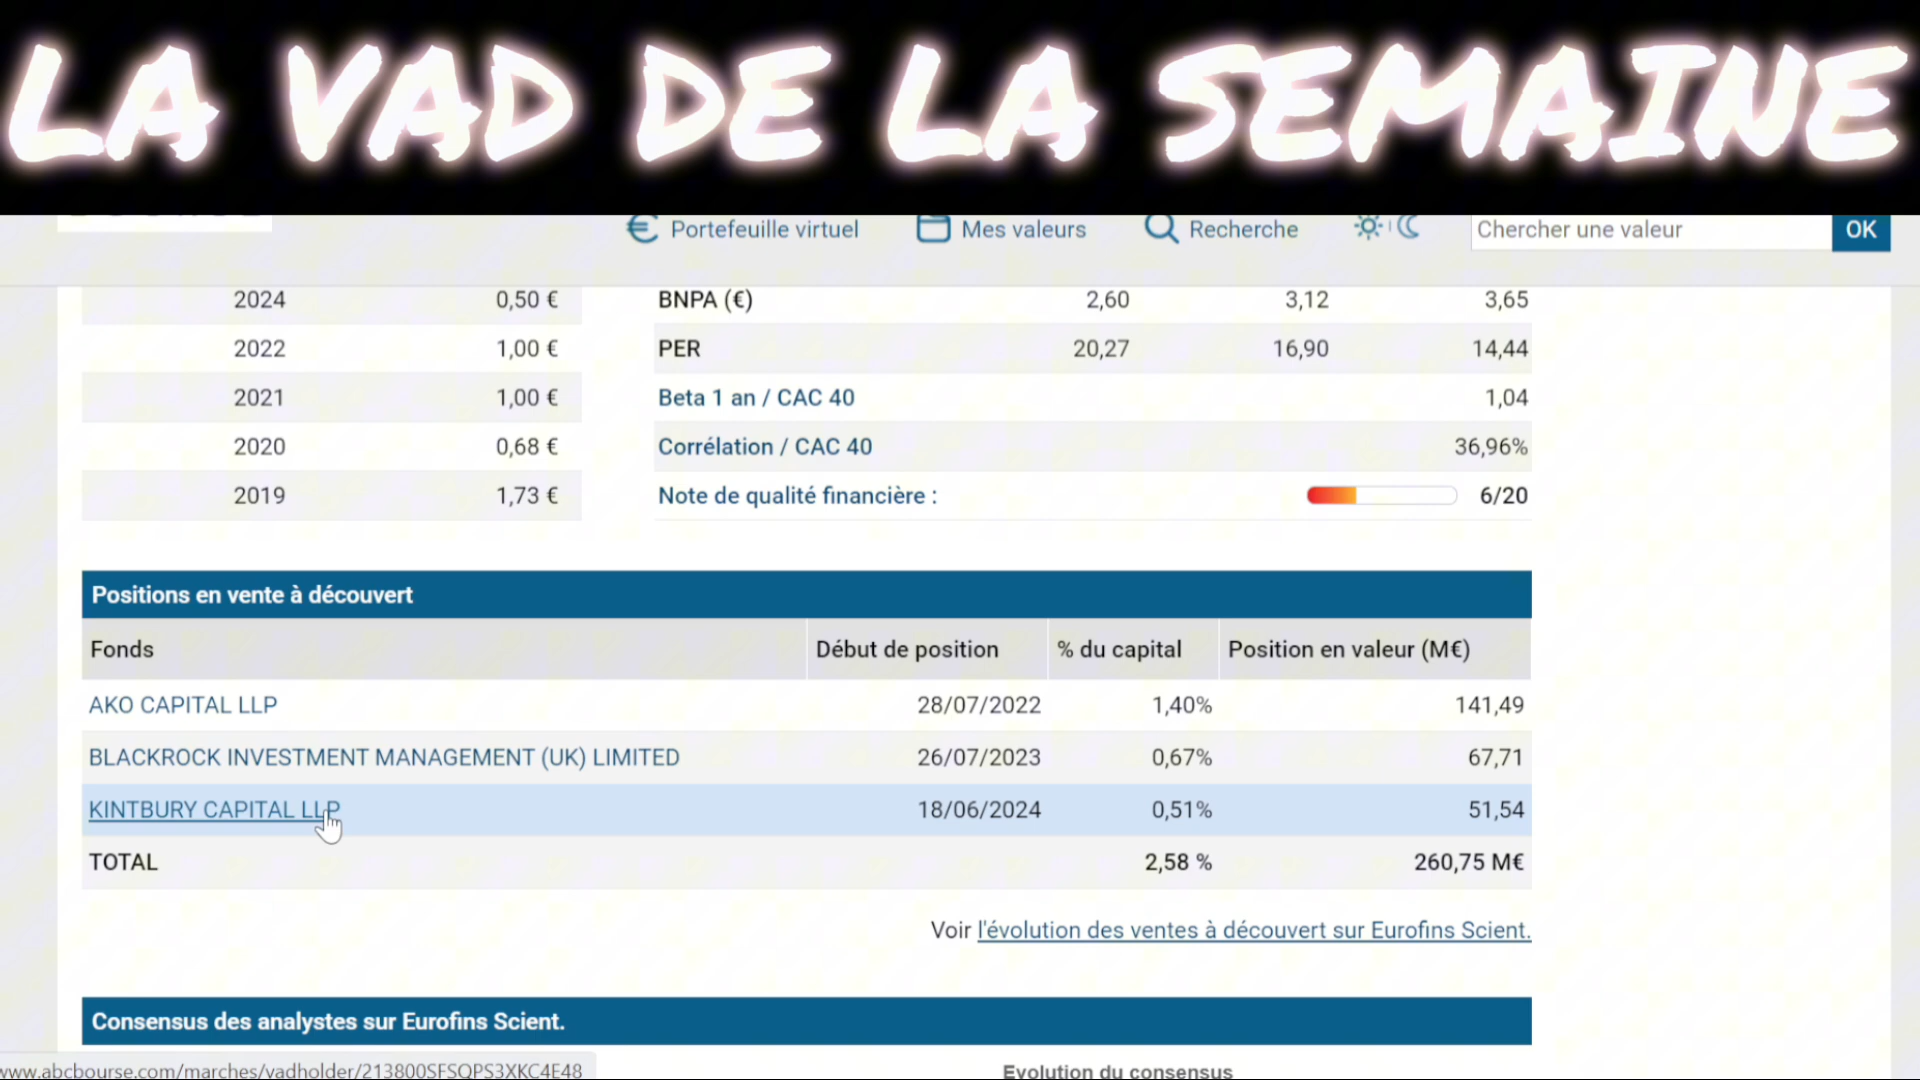 LA VAD DE LA SEMAINE
Portefeuille virtuel Mes valeurs Recherche Chercher une valeur OK
2024 0,50 € BNPA (€) 2,60 3,12 3,65
2022 1,00 € PER 20,27 16,90 14,44
2021 1,00 € Beta 1 an / CAC 40 1,04
2020 0,68 € Corrélation / CAC 40 36,96%
2019 1,73 € Note de qualité financière : 6/20
Positions en vente à découvert
Fonds Début de position % du capital Position en valeur (M€)
AKO CAPITAL LLP 28/07/2022 1,40% 141,49
BLACKROCK INVESTMENT MANAGEMENT (UK) LIMITED 26/07/2023 0,67% 67,71
KINTBURY CAPITAL LLP 18/06/2024 0,51% 51,54
TOTAL 2,58 % 260,75 M€
Voir l'évolution des ventes à découvert sur Eurofins Scient.
Consensus des analystes sur Eurofins Scient.
www.abcbourse.com/marches/vadholder/213800SFSQPS3XKC4E48
Evolution du consensus